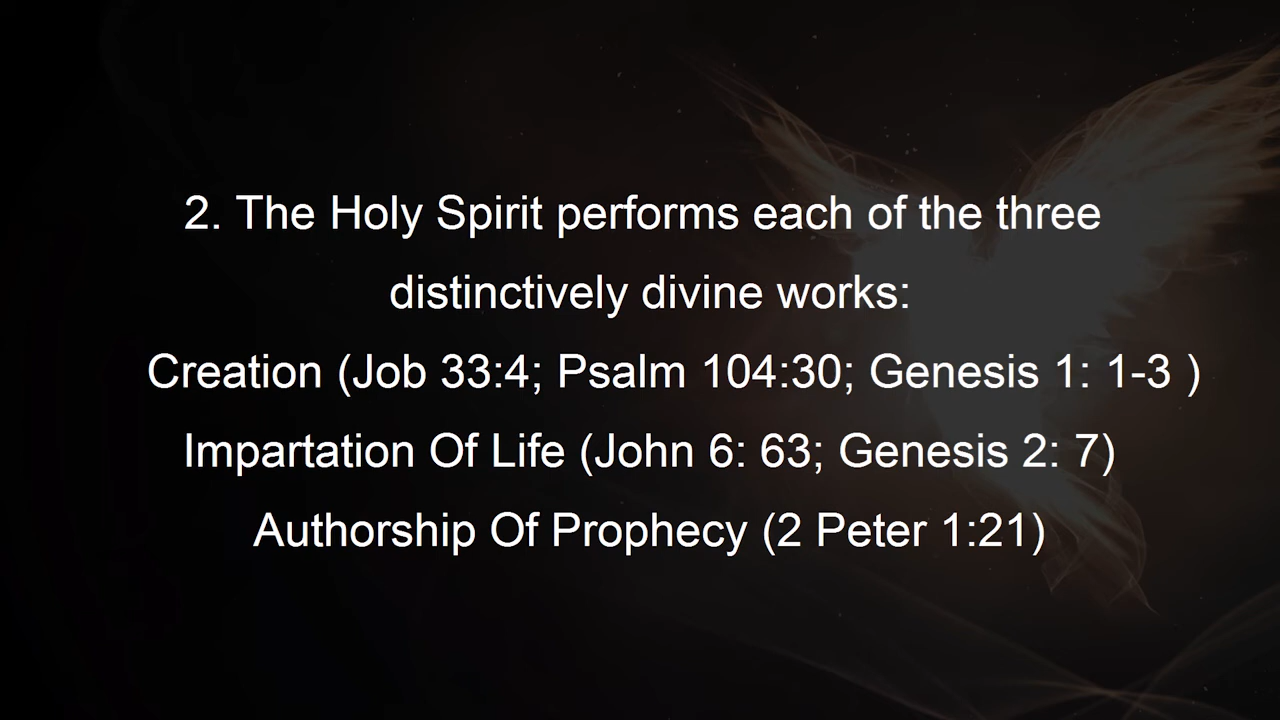 2. The Holy Spirit performs each of the three
distinctively divine works:
Creation (Job 33:4; Psalm 104:30; Genesis 1: 1-3 )
Impartation Of Life (John 6: 63; Genesis 2: 7)
Authorship Of Prophecy (2 Peter 1:21)